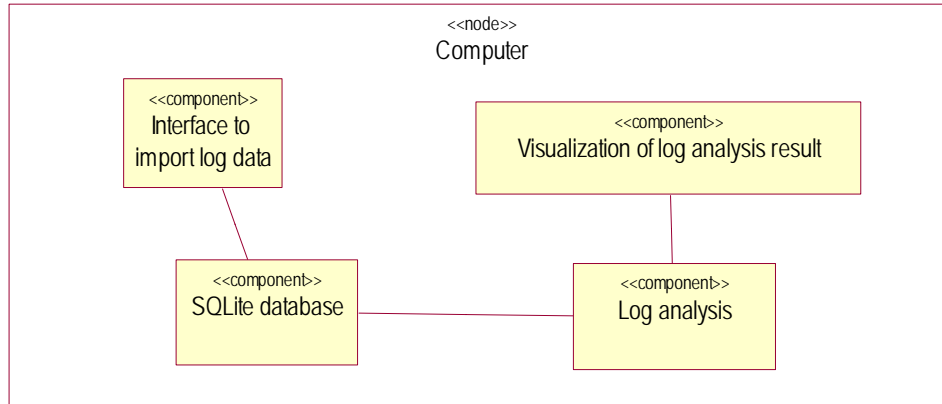 <<node>>
Computer
<<component>>
Interface to
import log data
<<component>>
Visualization of log analysis result
<<component>>
SQLite database
<<component>>
Log analysis